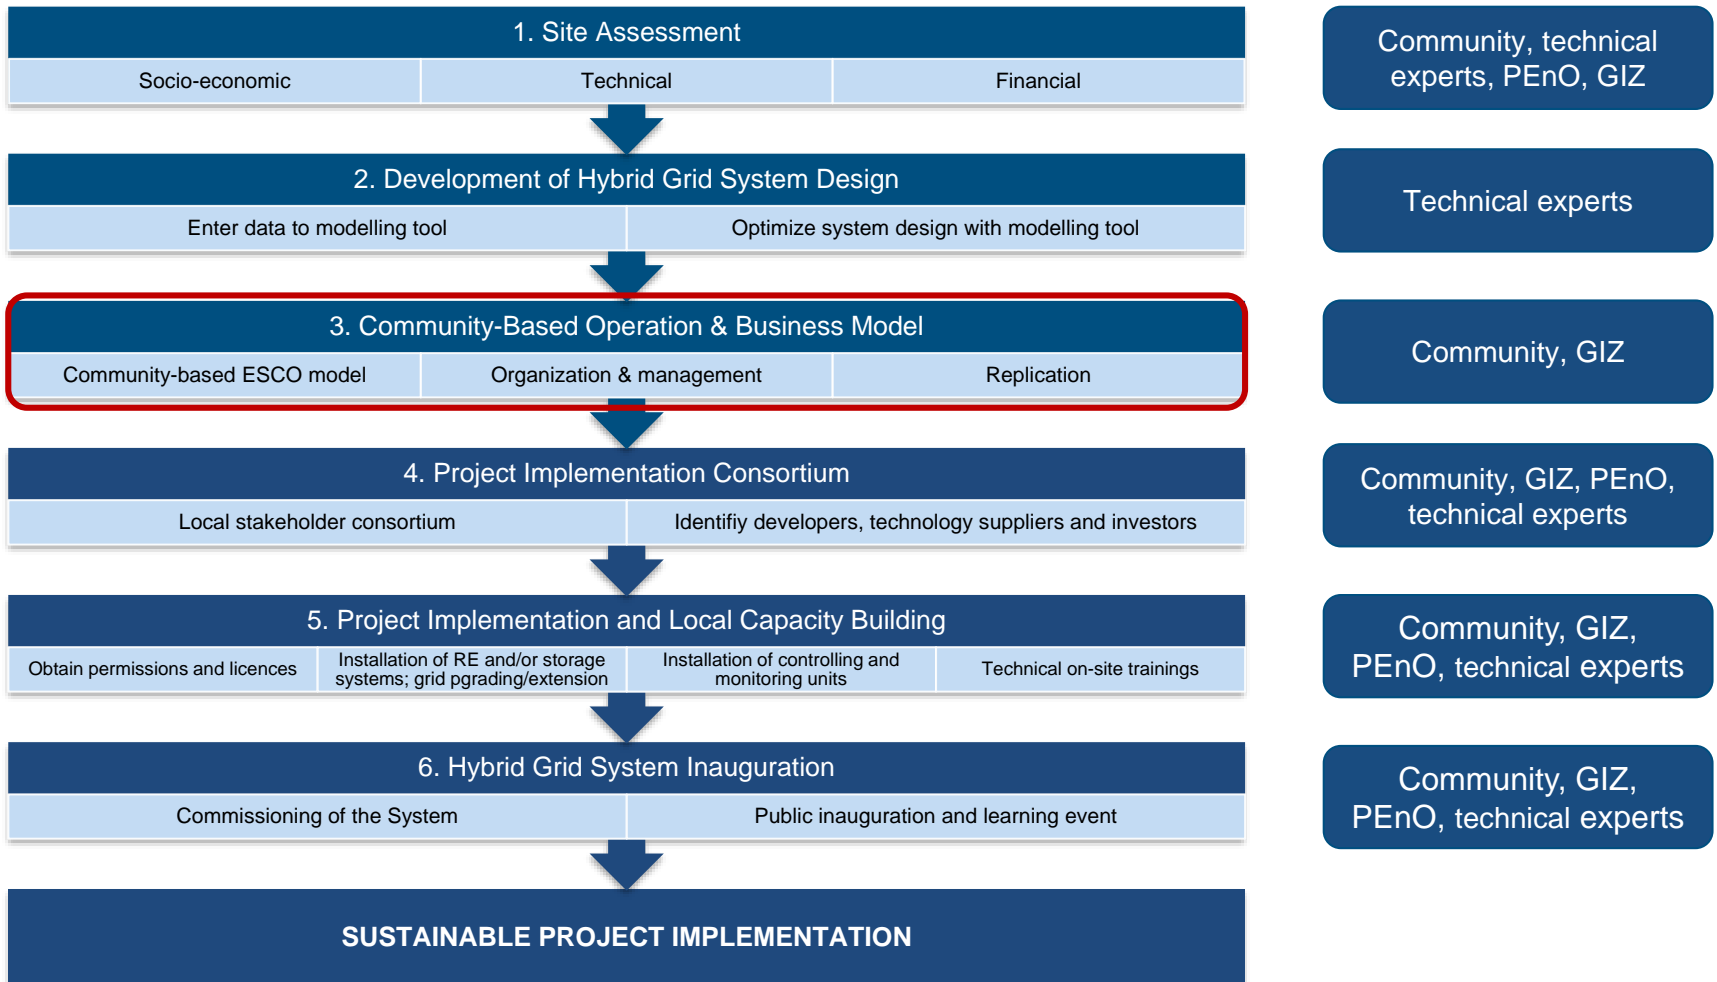 1. Site Assessment
Socio-economic
Technical
Financial
Community, technical
experts, PEnO, GIZ
2. Development of Hybrid Grid System Design
Enter data to modelling tool
Optimize system design with modelling tool
Technical experts
3. Community-Based Operation & Business Model
Community-based ESCO model
Organization & management
Replication
Community, GIZ
4. Project Implementation Consortium
Local stakeholder consortium
Identifiy developers, technology suppliers and investors
Community, GIZ, PEnO,
technical experts
5. Project Implementation and Local Capacity Building
Obtain permissions and licences
Installation of RE and/or storage
systems; grid pgrading/extension
Installation of controlling and
monitoring units
Technical on-site trainings
Community, GIZ,
PEnO, technical experts
6. Hybrid Grid System Inauguration
Commissioning of the System
Public inauguration and learning event
Community, GIZ,
PEnO, technical experts
SUSTAINABLE PROJECT IMPLEMENTATION